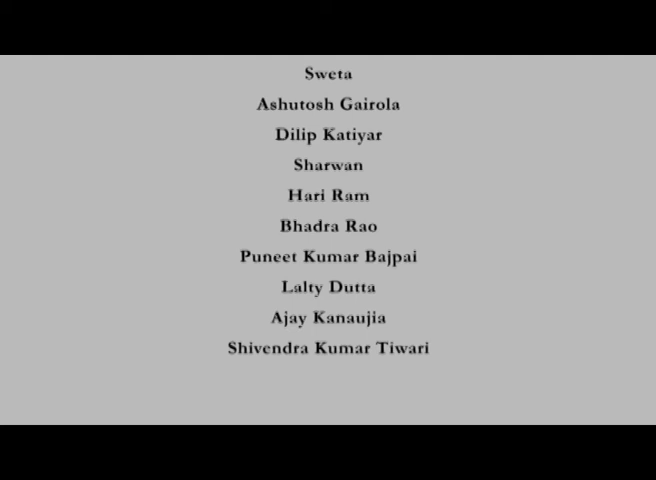 Sweta
Ashutosh Gairola
Dilip Katiyar
Sharwan
Hari Ram
Bhadra Rao
Puneet Kumar Bajpai
Lalty Dutta
Ajay Kanaujia
Shivendra Kumar Tiwari